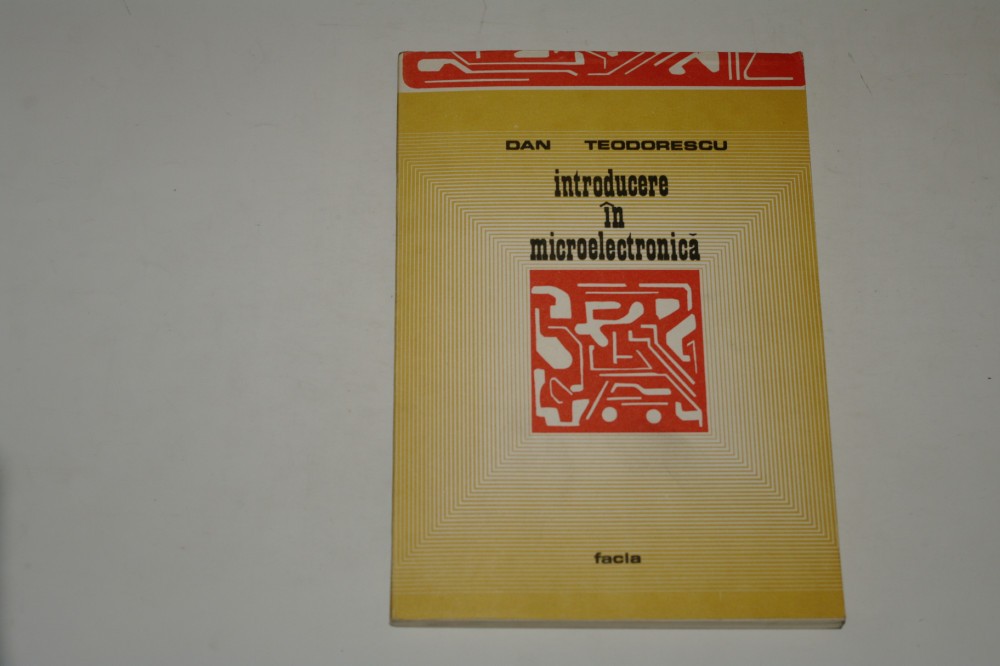 DAN TEODORESCU
introducere
în
microelectronică
facla